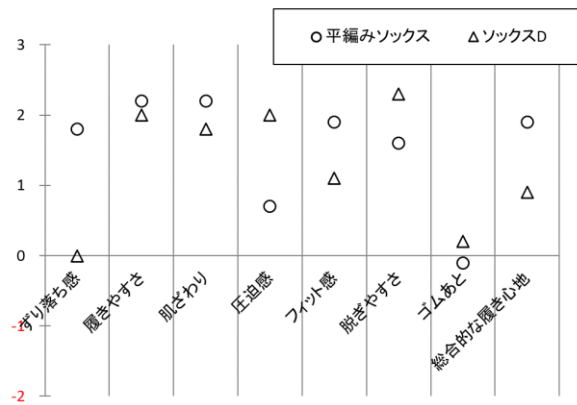 ○平編みソックス △ソックスD
3
2
1
0
-1
-2
ずり落ち感
履きやすさ
肌ざわり
圧迫感
フィット感
脱ぎやすさ
ゴムあと
総合的な履き心地